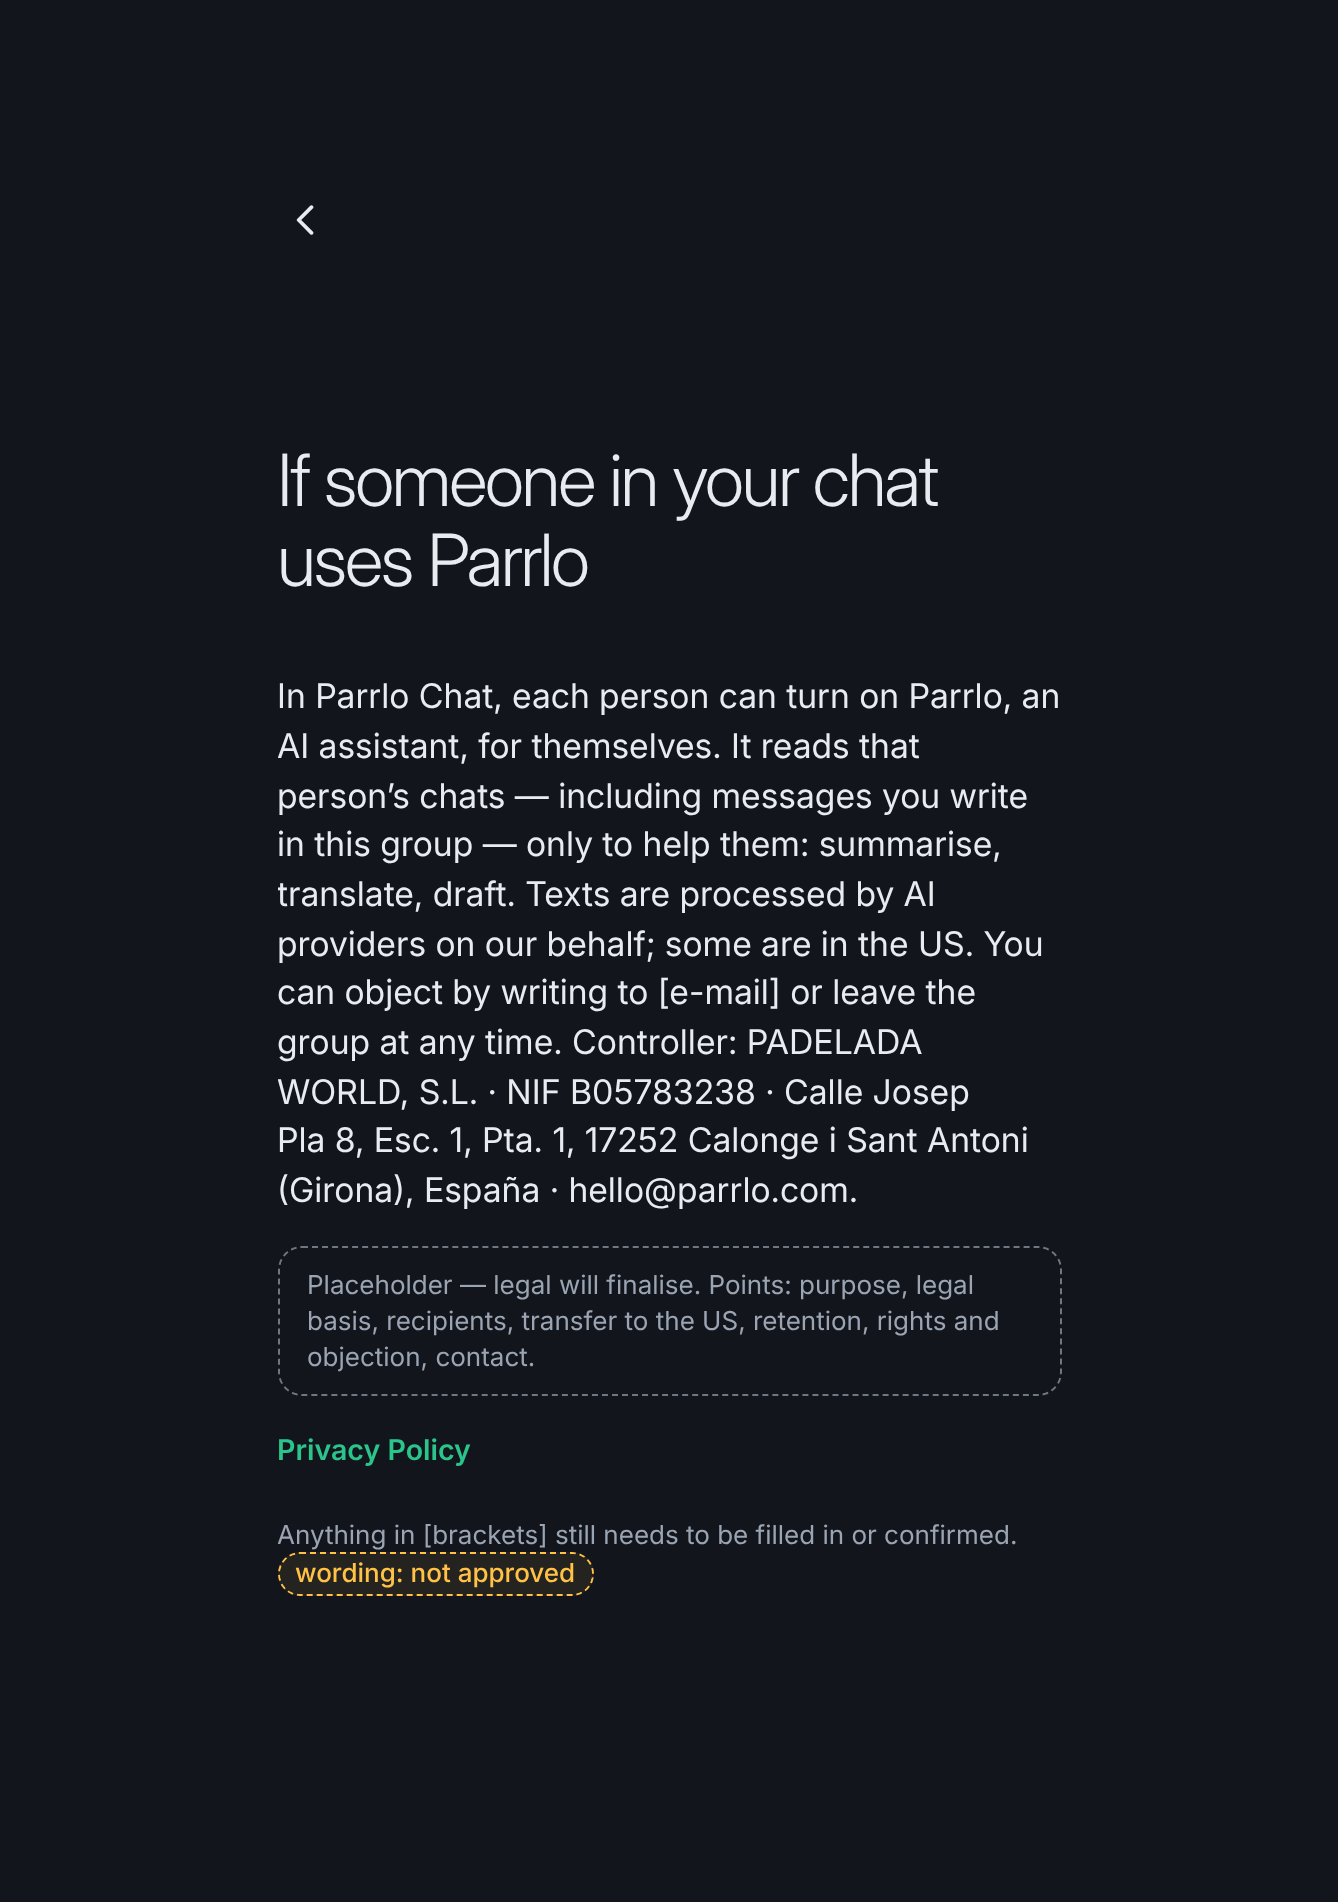 If someone in your chat
uses Parrlo
In Parrlo Chat, each person can turn on Parrlo, an
AI assistant, for themselves. It reads that
person’s chats — including messages you write
in this group — only to help them: summarise,
translate, draft. Texts are processed by AI
providers on our behalf; some are in the US. You
can object by writing to [e-mail] or leave the
group at any time. Controller: PADELADA
WORLD, S.L. · NIF B05783238 · Calle Josep
Pla 8, Esc. 1, Pta. 1, 17252 Calonge i Sant Antoni
(Girona), España · hello@parrlo.com.
Placeholder — legal will finalise. Points: purpose, legal
basis, recipients, transfer to the US, retention, rights and
objection, contact.
Privacy Policy
Anything in [brackets] still needs to be filled in or confirmed.
wording: not approved